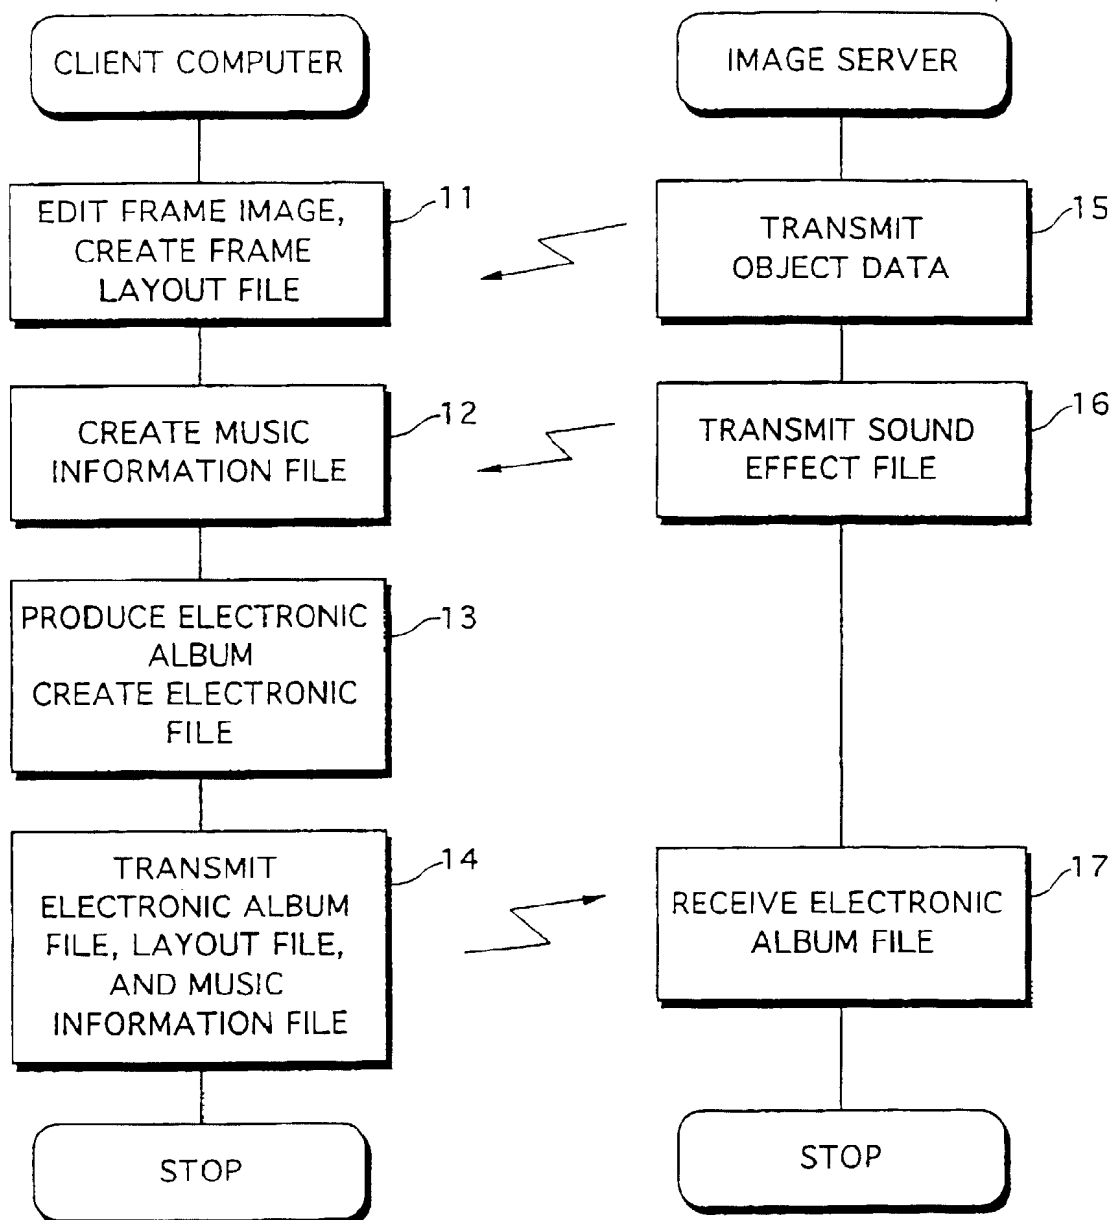 CLIENT COMPUTER
EDIT FRAME IMAGE,
CREATE FRAME
LAYOUT FILE
11
CREATE MUSIC
INFORMATION FILE
12
PRODUCE ELECTRONIC
ALBUM
CREATE ELECTRONIC
FILE
13
TRANSMIT
ELECTRONIC ALBUM
FILE, LAYOUT FILE,
AND MUSIC
INFORMATION FILE
14
STOP
IMAGE SERVER
TRANSMIT
OBJECT DATA
15
TRANSMIT SOUND
EFFECT FILE
16
RECEIVE ELECTRONIC
ALBUM FILE
17
STOP